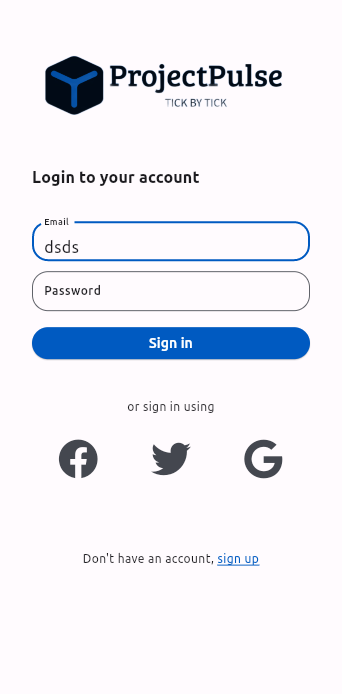 ProjectPulse
TICK BY TICK
Login to your account
Email
dsds
Password
Sign in
or sign in using
Don't have an account, sign up